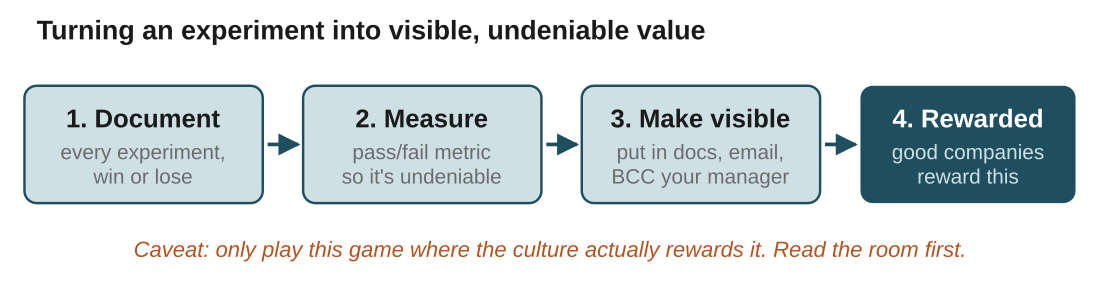 Turning an experiment into visible, undeniable value
1. Document
every experiment,
win or lose
2. Measure
pass/fail metric
so it's undeniable
3. Make visible
put in docs, email,
BCC your manager
4. Rewarded
good companies
reward this
Caveat: only play this game where the culture actually rewards it. Read the room first.